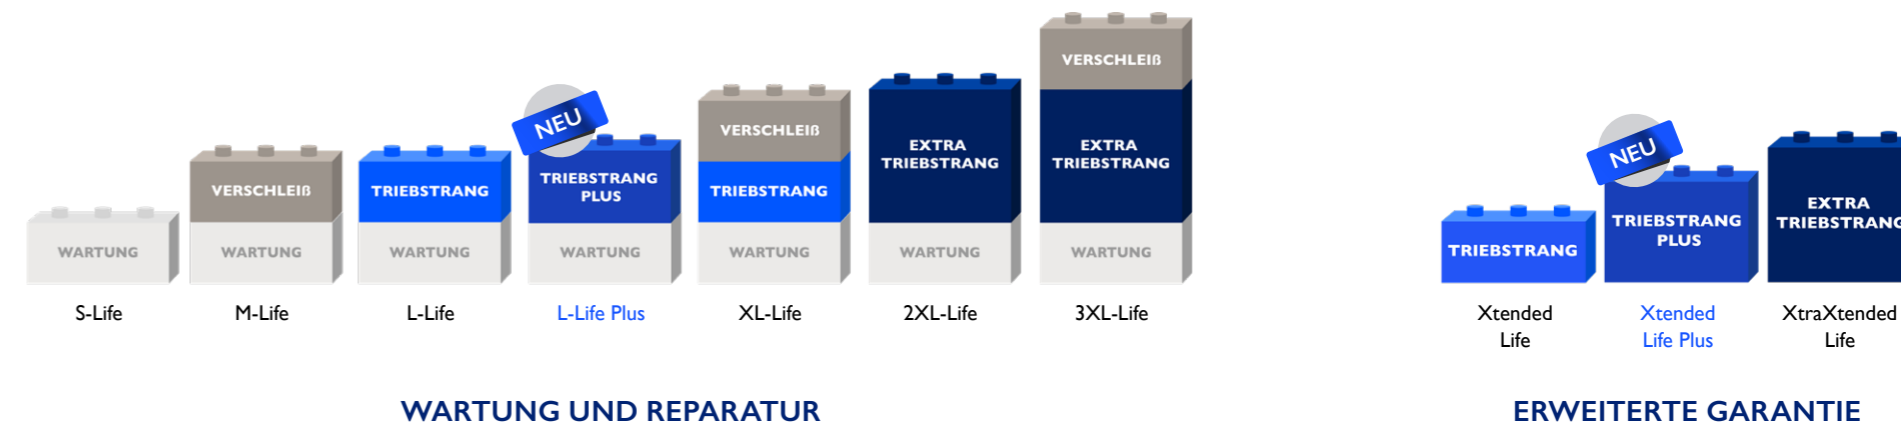 VERSCHLEIß
NEU
VERSCHLEIß
EXTRA
TRIEBSTRANG
EXTRA
TRIEBSTRANG
VERSCHLEIß
TRIEBSTRANG
TRIEBSTRANG
PLUS
TRIEBSTRANG
WARTUNG
WARTUNG
WARTUNG
WARTUNG
WARTUNG
WARTUNG
WARTUNG
S-Life
M-Life
L-Life
L-Life Plus
XL-Life
2XL-Life
3XL-Life
WARTUNG UND REPARATUR
NEU
TRIEBSTRANG
TRIEBSTRANG
PLUS
EXTRA
TRIEBSTRANG
Xtended
Life
Xtended
Life Plus
XtraXtended
Life
ERWEITERTE GARANTIE